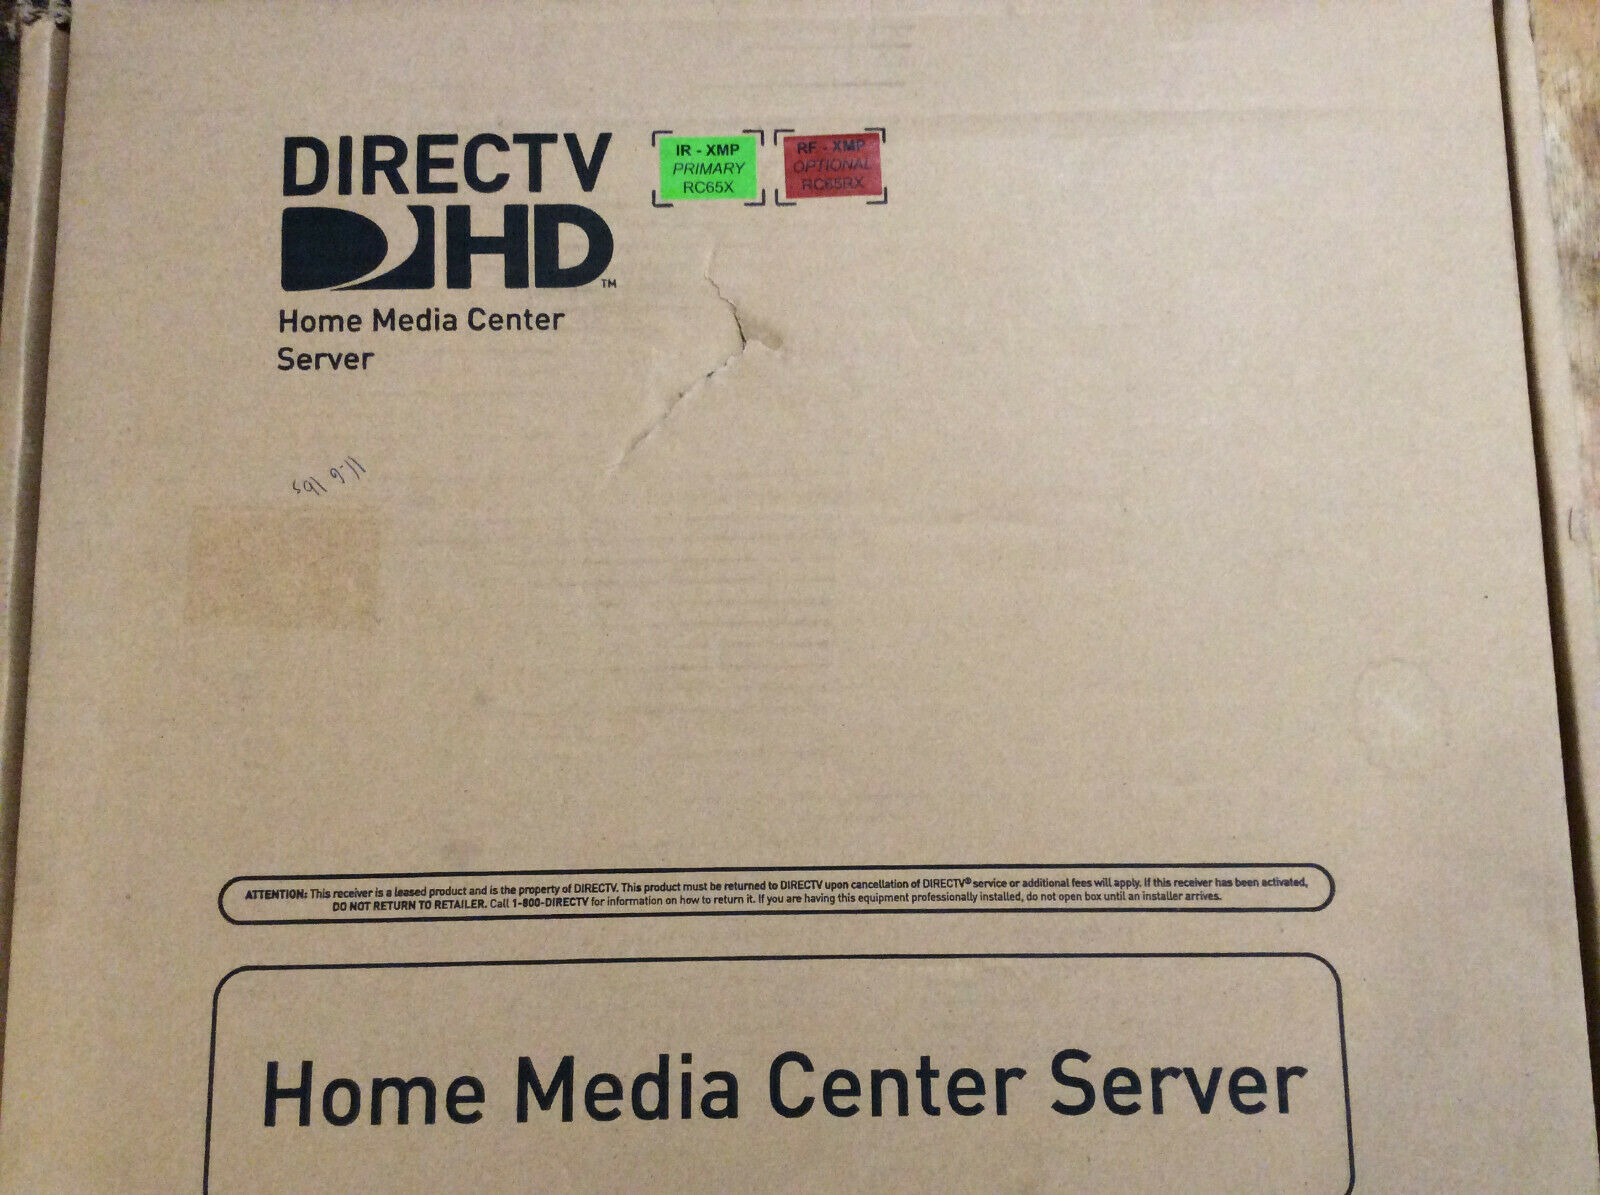 DIRECTV
HD™
Home Media Center
Server
IR - XMP
PRIMARY
RC65X
RF - XMP
OPTIONAL
RC65RX
11-6 lbs
ATTENTION: This receiver is a leased product and is the property of DIRECTV. This product must be returned to DIRECTV upon cancellation of DIRECTV® service or additional fees will apply. If this receiver has been activated,
DO NOT RETURN TO RETAILER. Call 1-800-DIRECTV for information on how to return it. If you are having this equipment professionally installed, do not open box until an installer arrives.
Home Media Center Server